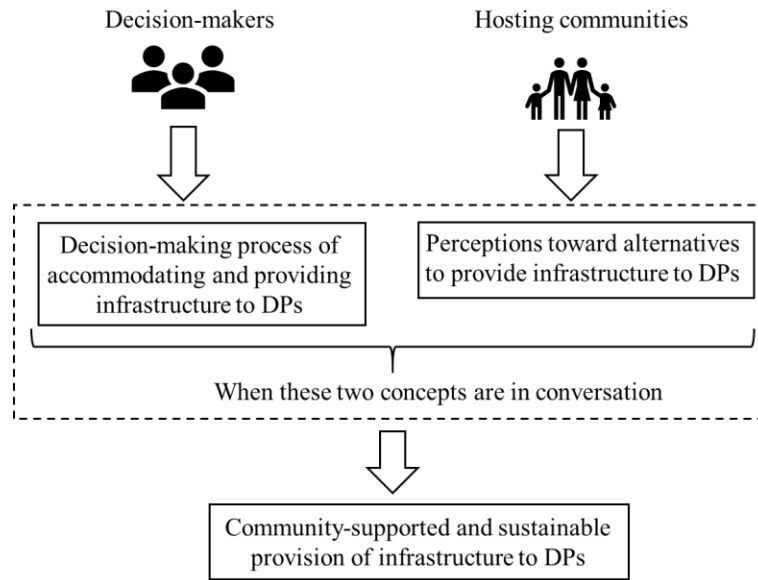 Decision-makers
Hosting communities
Decision-making process of
accommodating and providing
infrastructure to DPs
Perceptions toward alternatives
to provide infrastructure to DPs
When these two concepts are in conversation
Community-supported and sustainable
provision of infrastructure to DPs